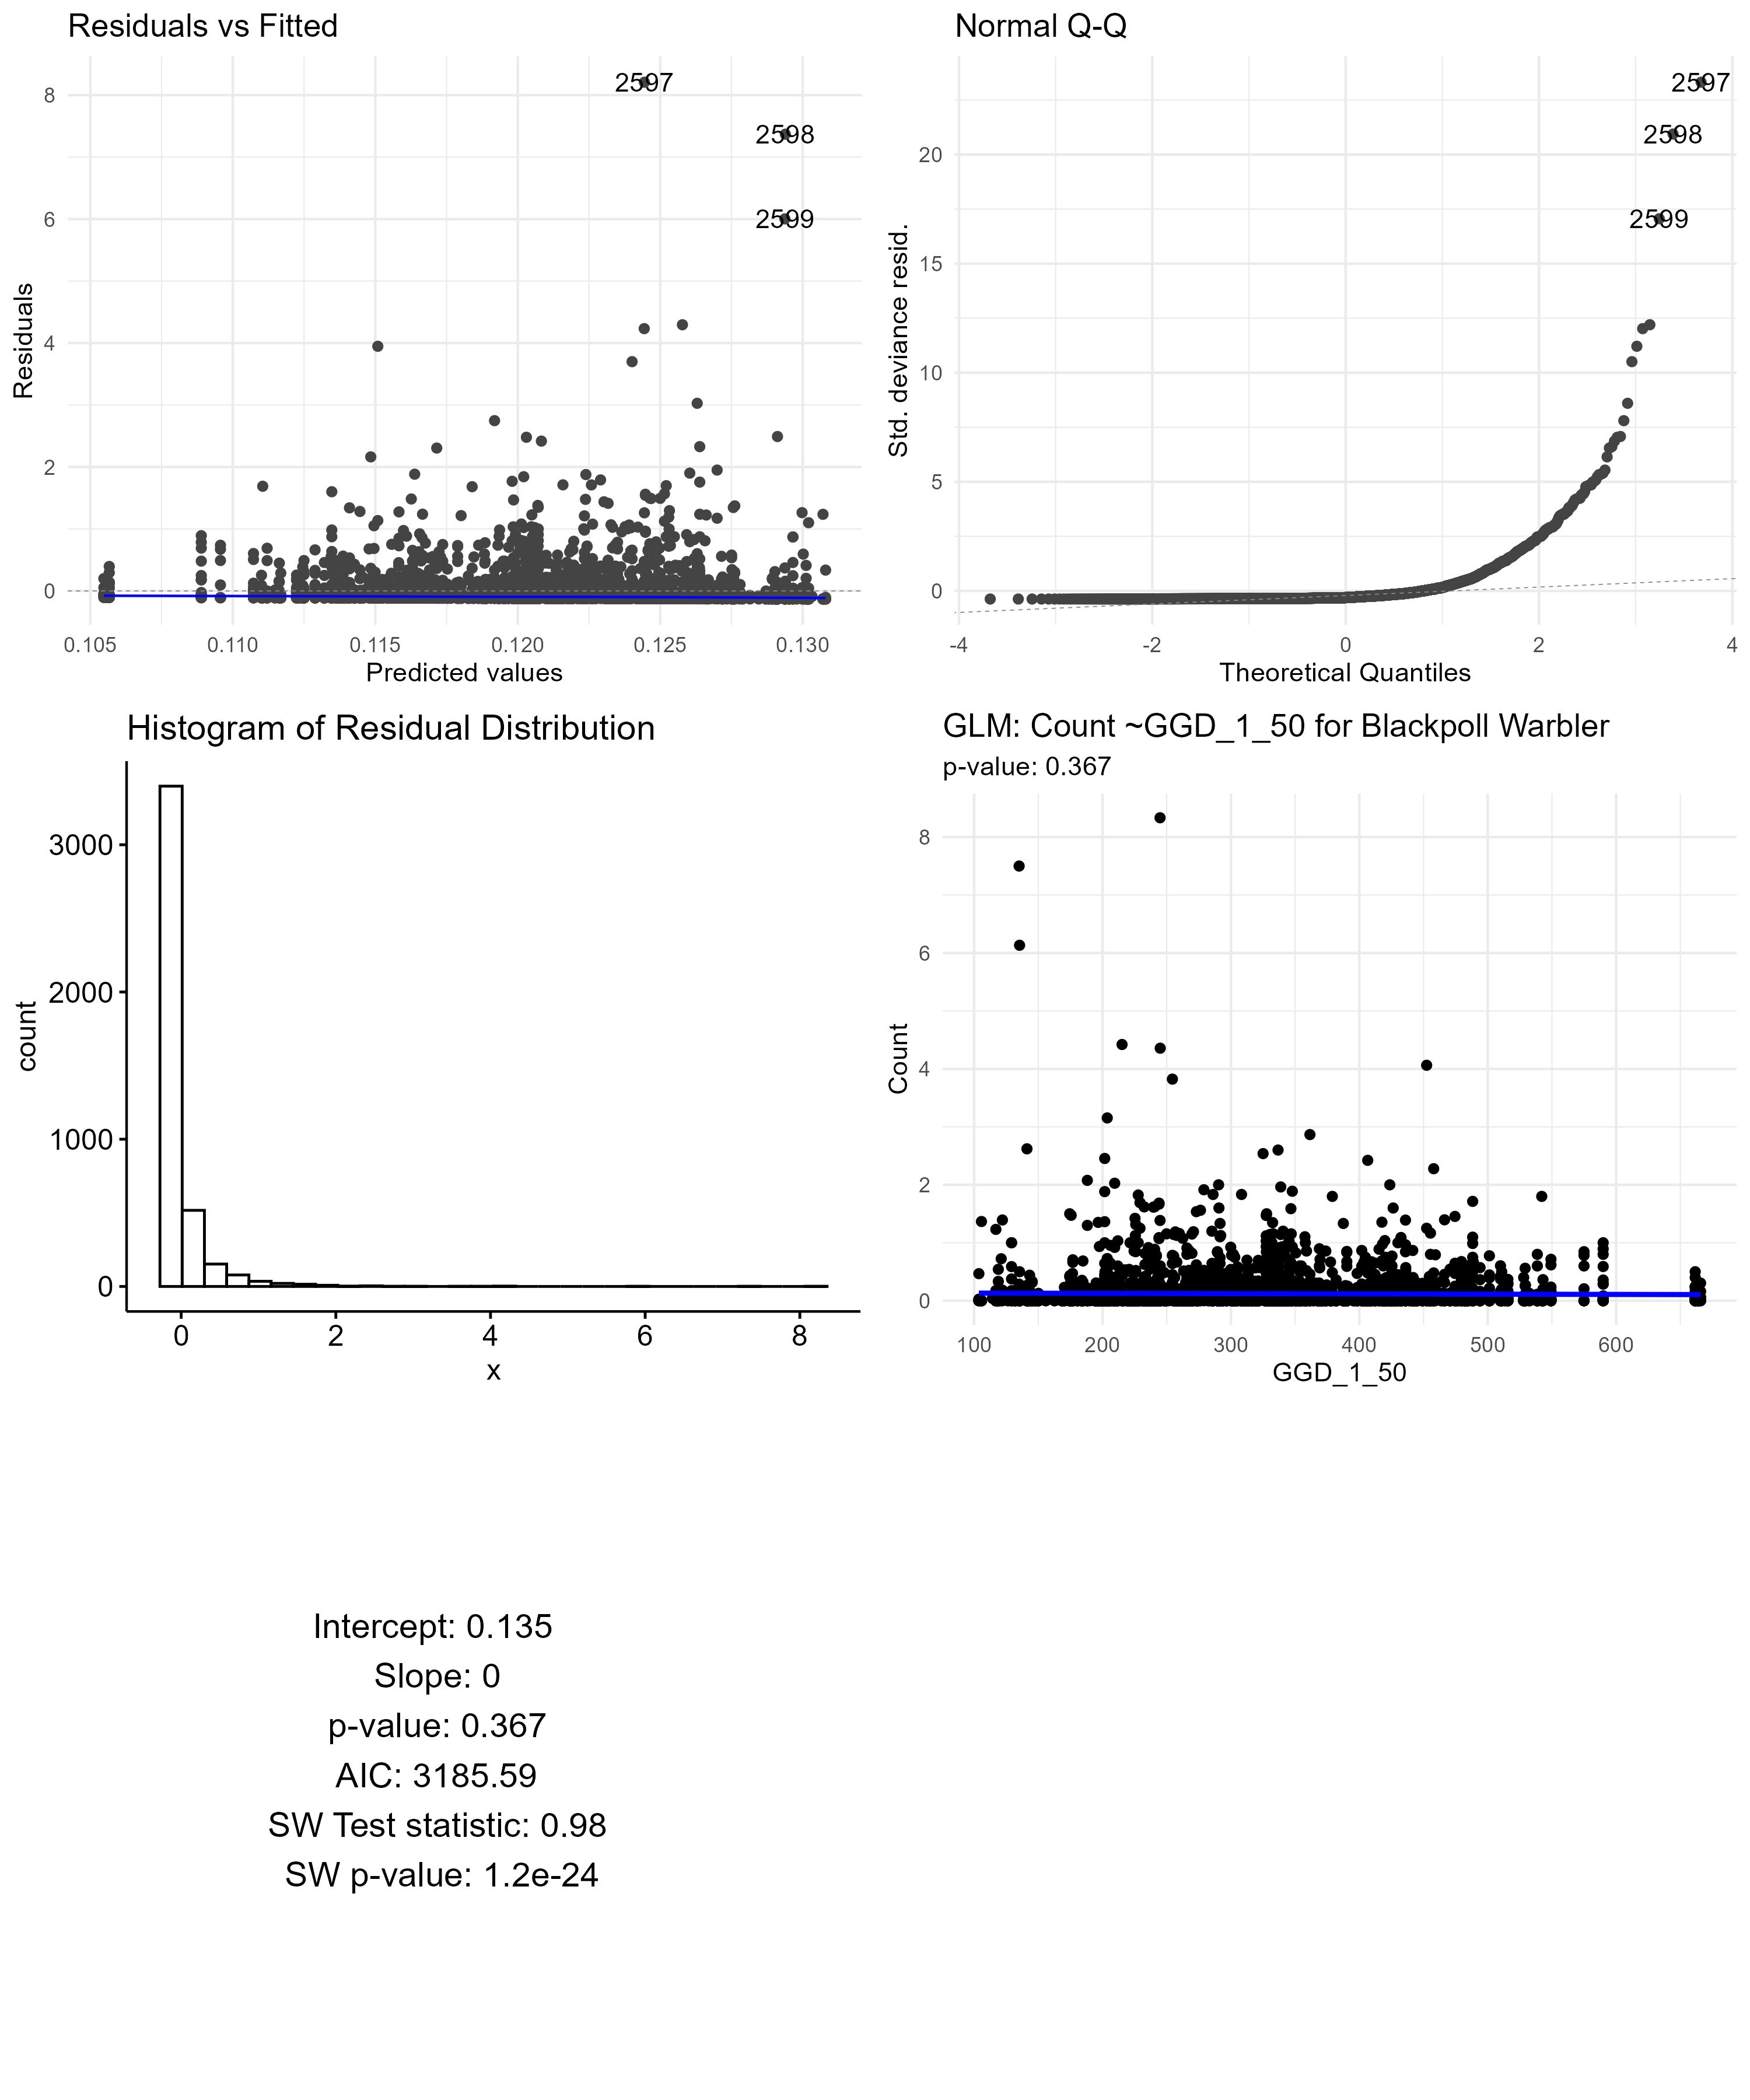 Residuals vs Fitted
2597
2598
2599
8
6
4
2
0
Residuals
0.105 0.110 0.115 0.120 0.125 0.130
Predicted values
Normal Q-Q
2597
2598
2599
20
15
10
5
0
Std. deviance resid.
-4 -2 0 2 4
Theoretical Quantiles
Histogram of Residual Distribution
3000
2000
1000
0
count
0 2 4 6 8
x
GLM: Count ~GGD_1_50 for Blackpoll Warbler
p-value: 0.367
8
6
4
2
0
Count
100 200 300 400 500 600
GGD_1_50
Intercept: 0.135
Slope: 0
p-value: 0.367
AIC: 3185.59
SW Test statistic: 0.98
SW p-value: 1.2e-24